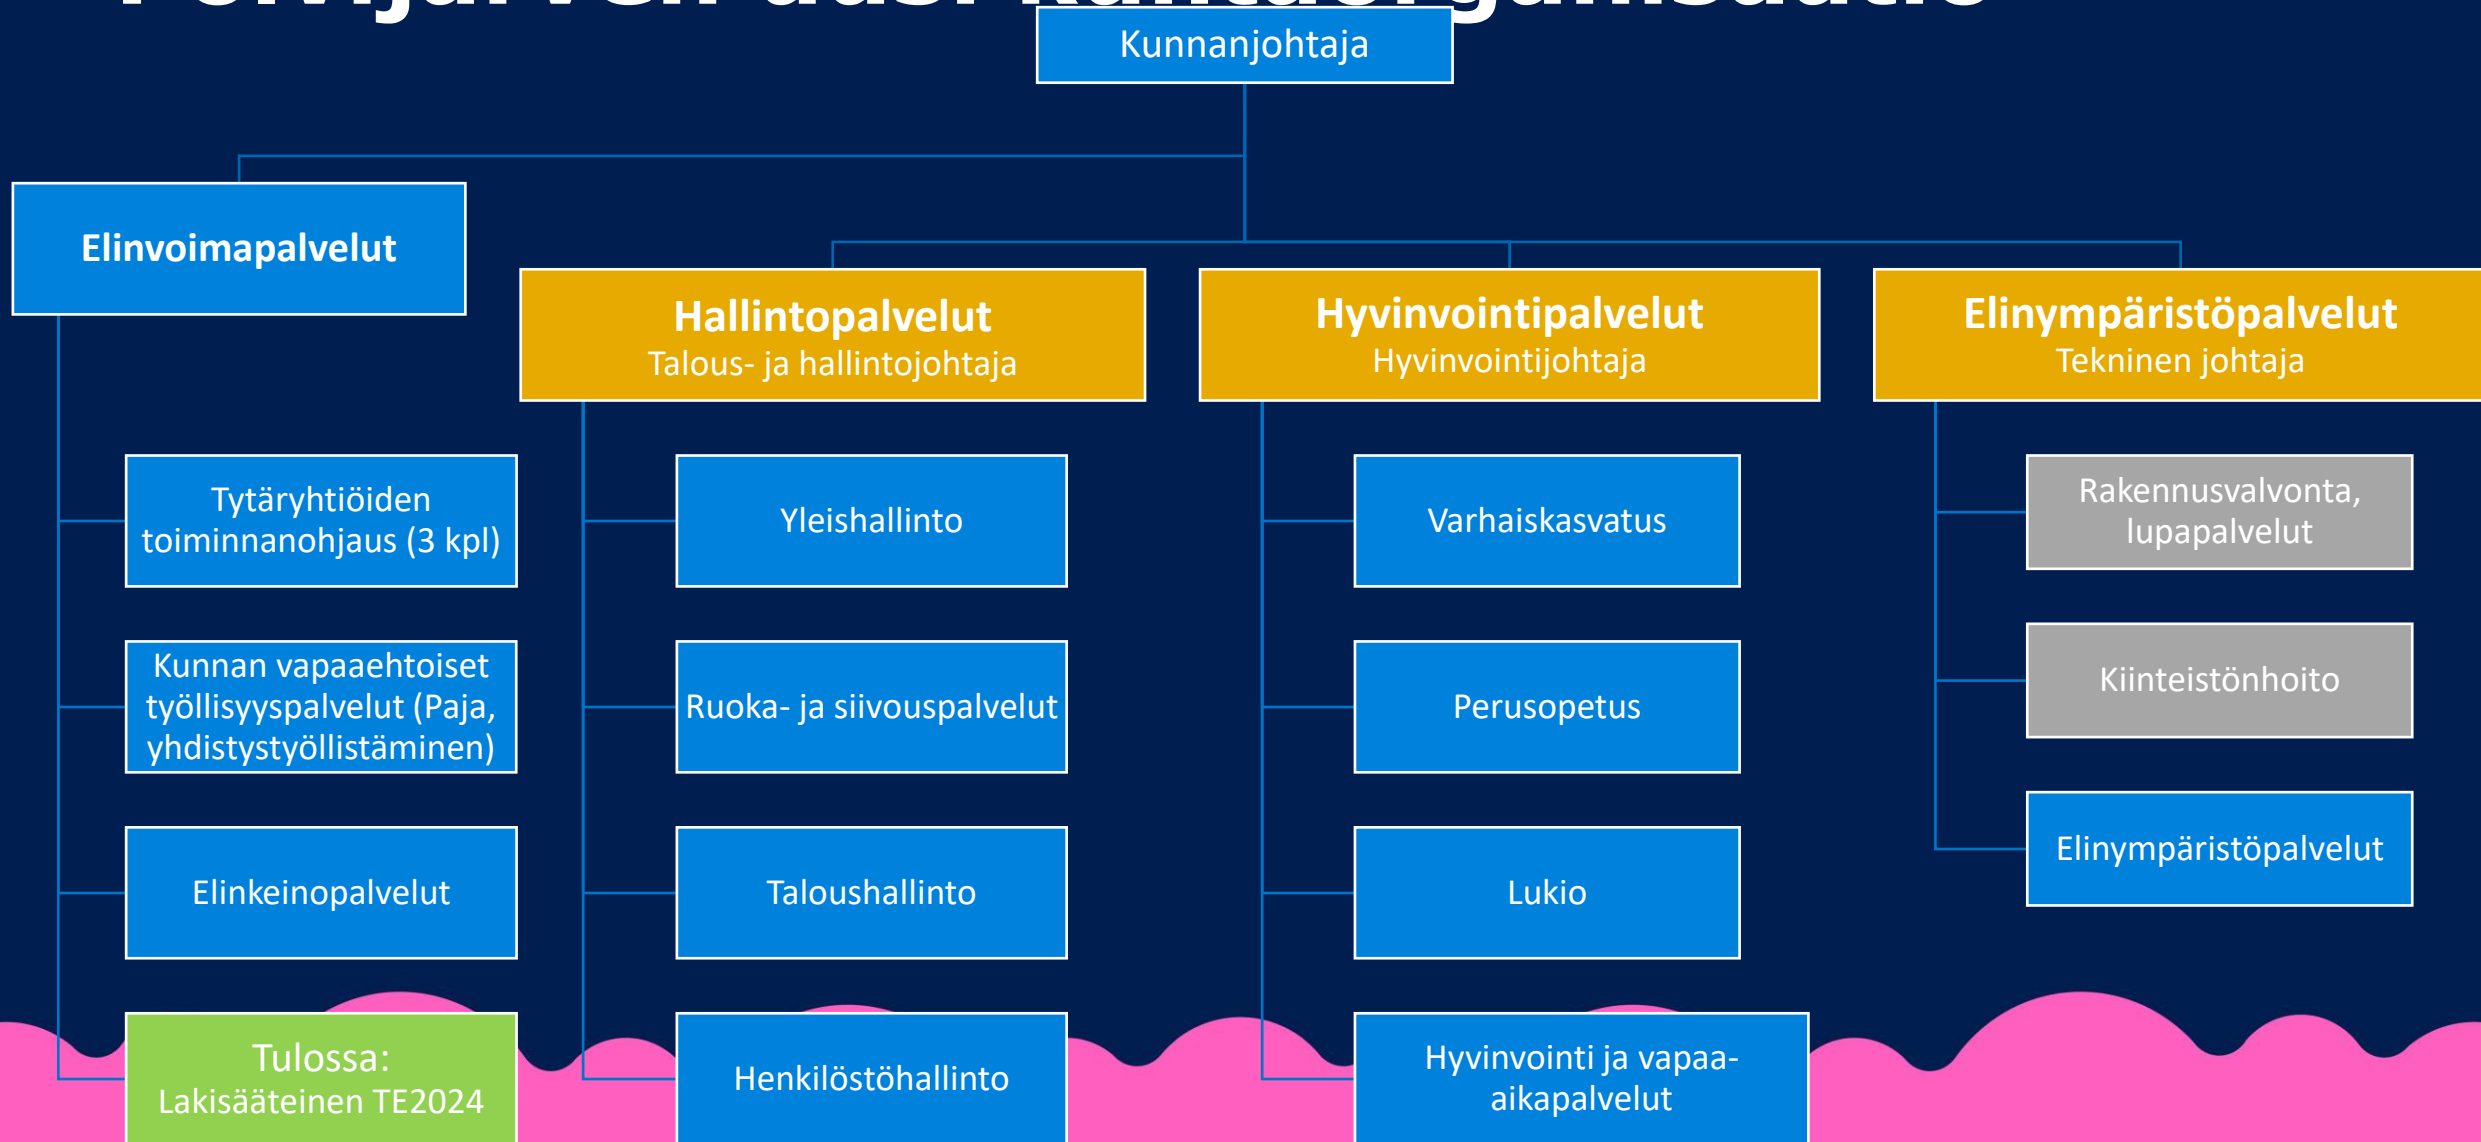 Kunnanjohtaja
Elinvoimapalvelut
Tytäryhtiöiden
toiminnanohjaus (3 kpl)
Kunnan vapaaehtoiset
työllisyyspalvelut (Paja,
yhdistystyöllistäminen)
Elinkeinopalvelut
Tulossa:
Lakisääteinen TE2024
Hallintopalvelut
Talous- ja hallintojohtaja
Yleishallinto
Ruoka- ja siivouspalvelut
Taloushallinto
Henkilöstöhallinto
Hyvinvointipalvelut
Hyvinvointijohtaja
Varhaiskasvatus
Perusopetus
Lukio
Hyvinvointi ja vapaa-
aikapalvelut
Elinympäristöpalvelut
Tekninen johtaja
Rakennusvalvonta,
lupapalvelut
Kiinteistönhoito
Elinympäristöpalvelut